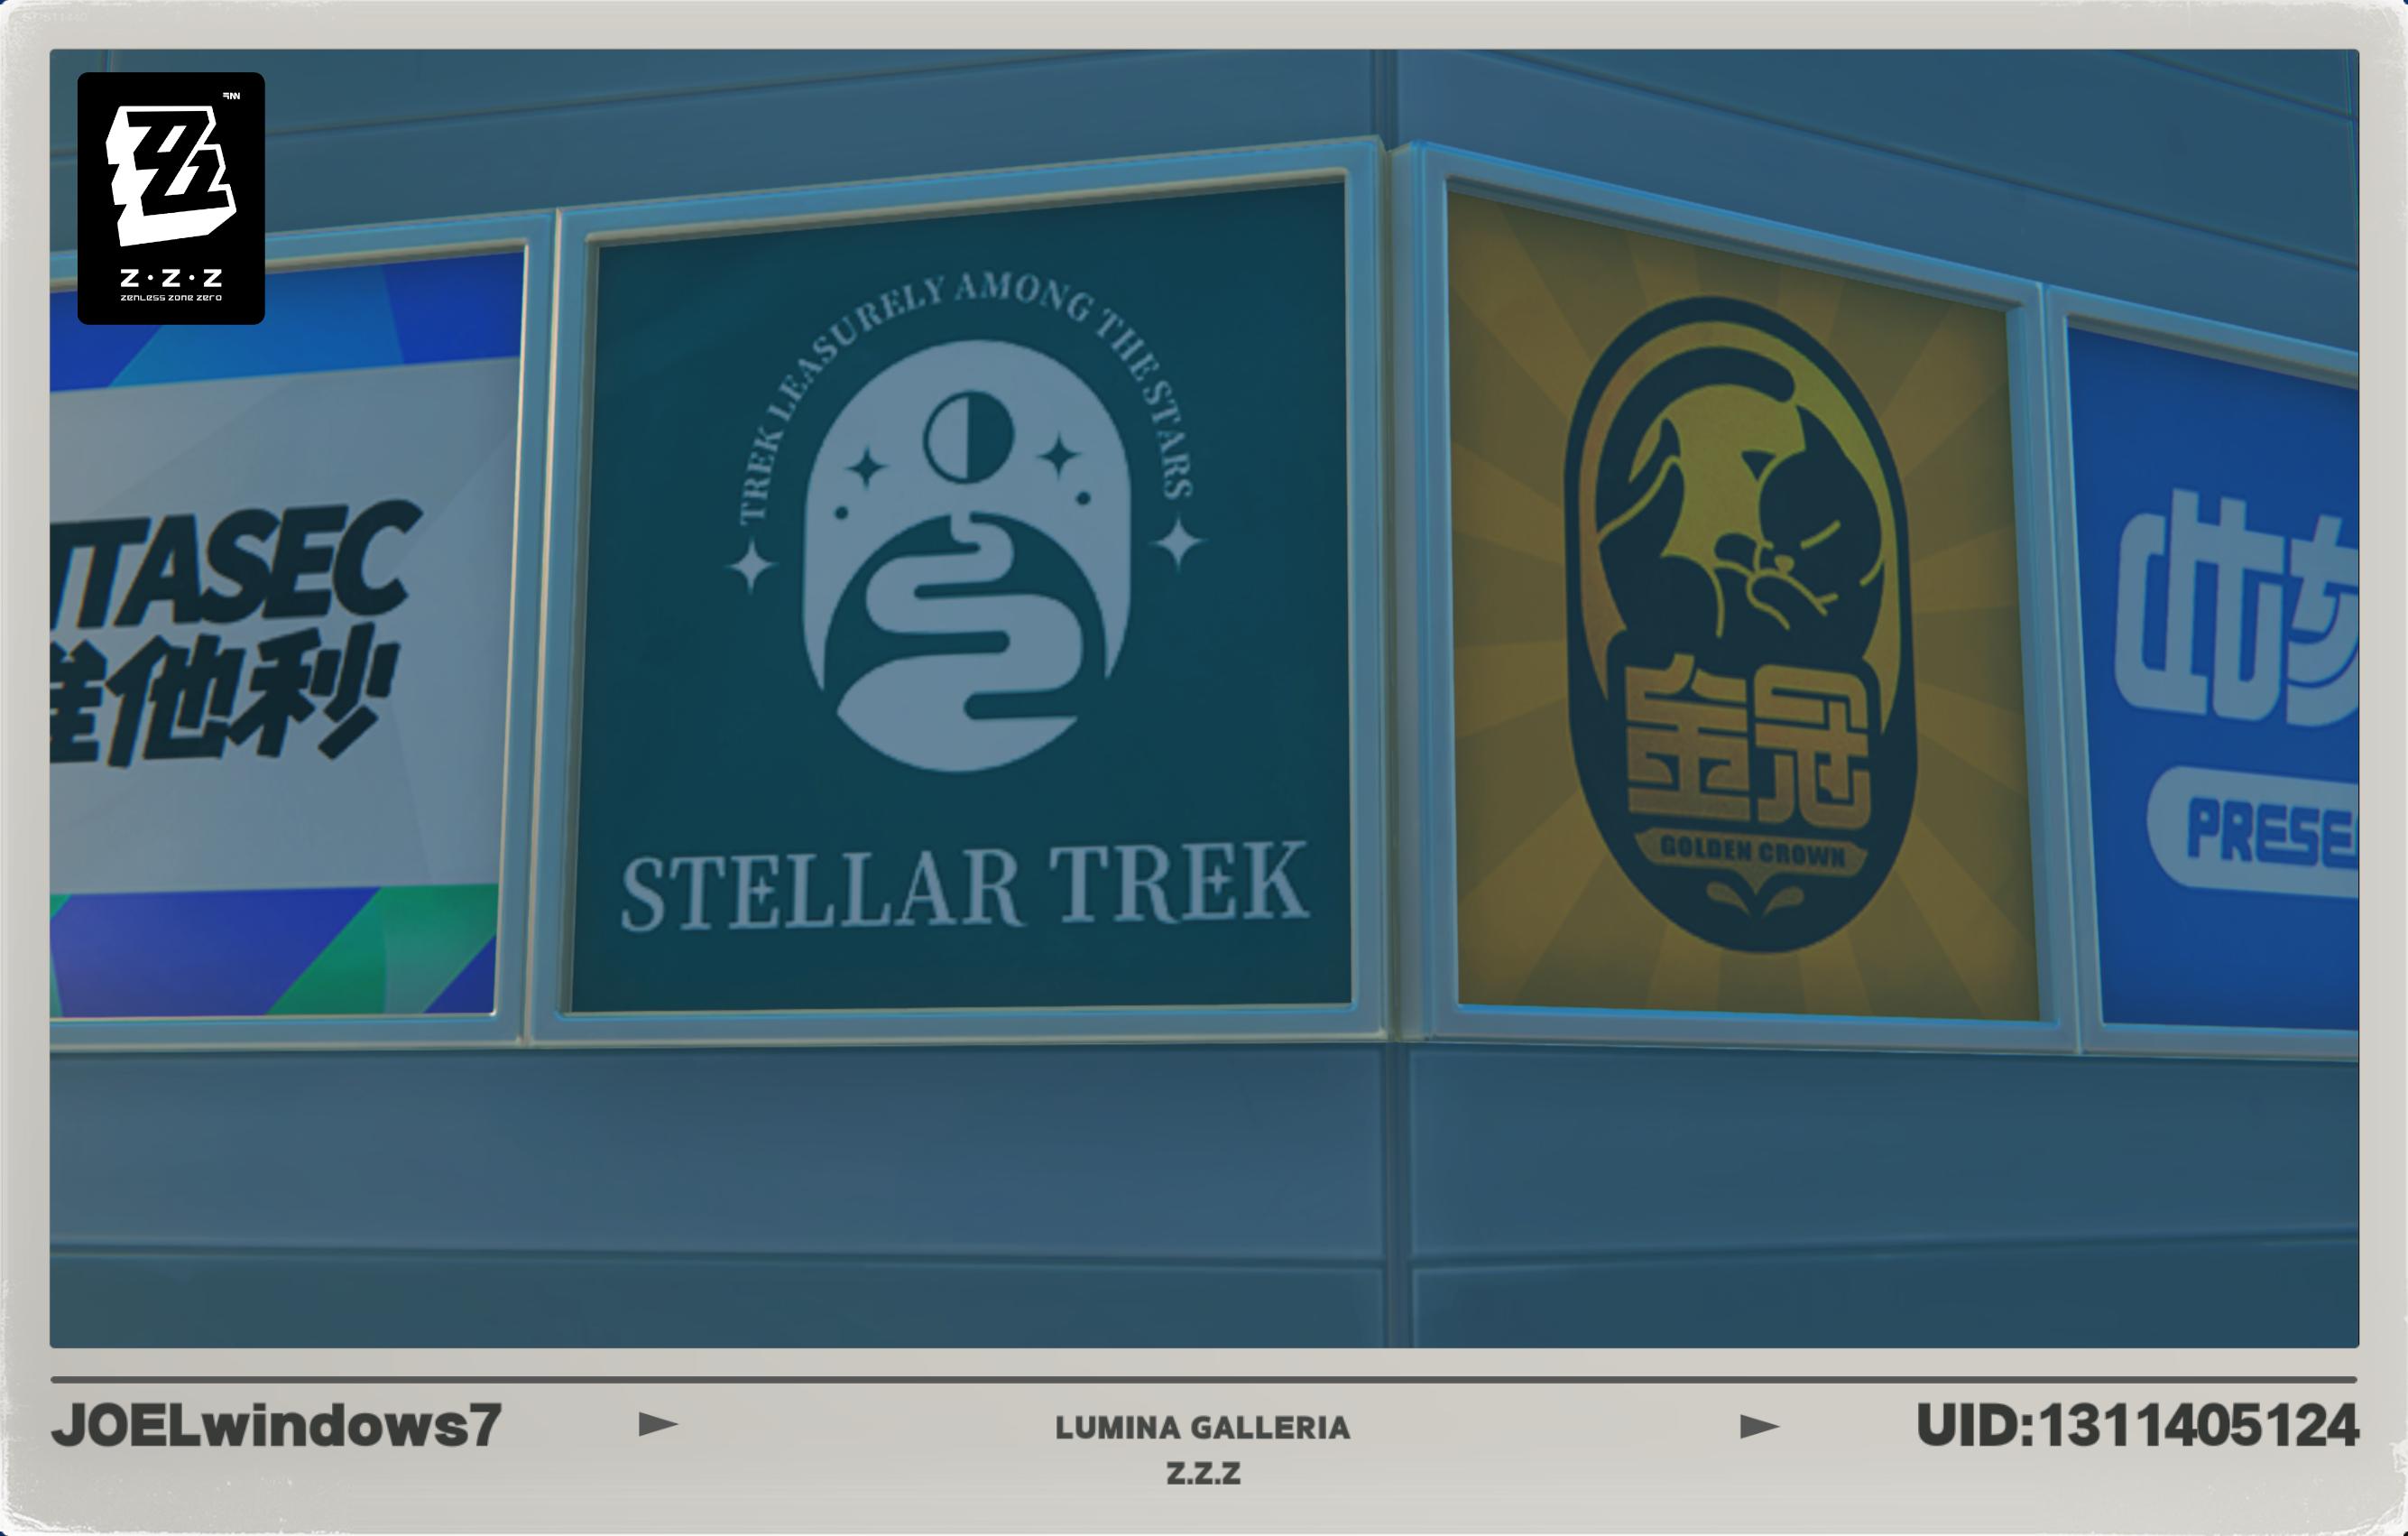 Z·Z·Z
ZENLESS ZONE ZERO
TASEC
他秒
TREK LEASURELY AMONG THE STARS
STELLAR TREK
金冠
GOLDEN CROWN
PRESE
JOELwindows7
LUMINA GALLERIA
Z.Z.Z
UID:1311405124